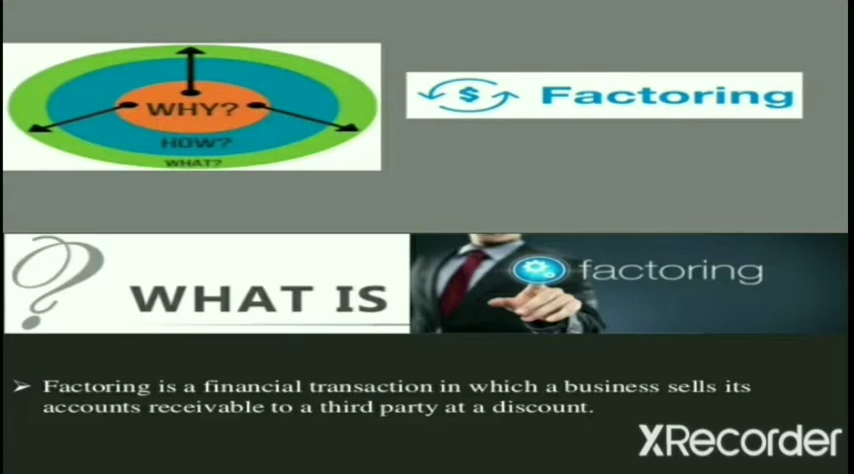 WHY?
HOW?
WHAT?
$ Factoring
? WHAT IS
factoring
➢ Factoring is a financial transaction in which a business sells its
accounts receivable to a third party at a discount.
XRecorder